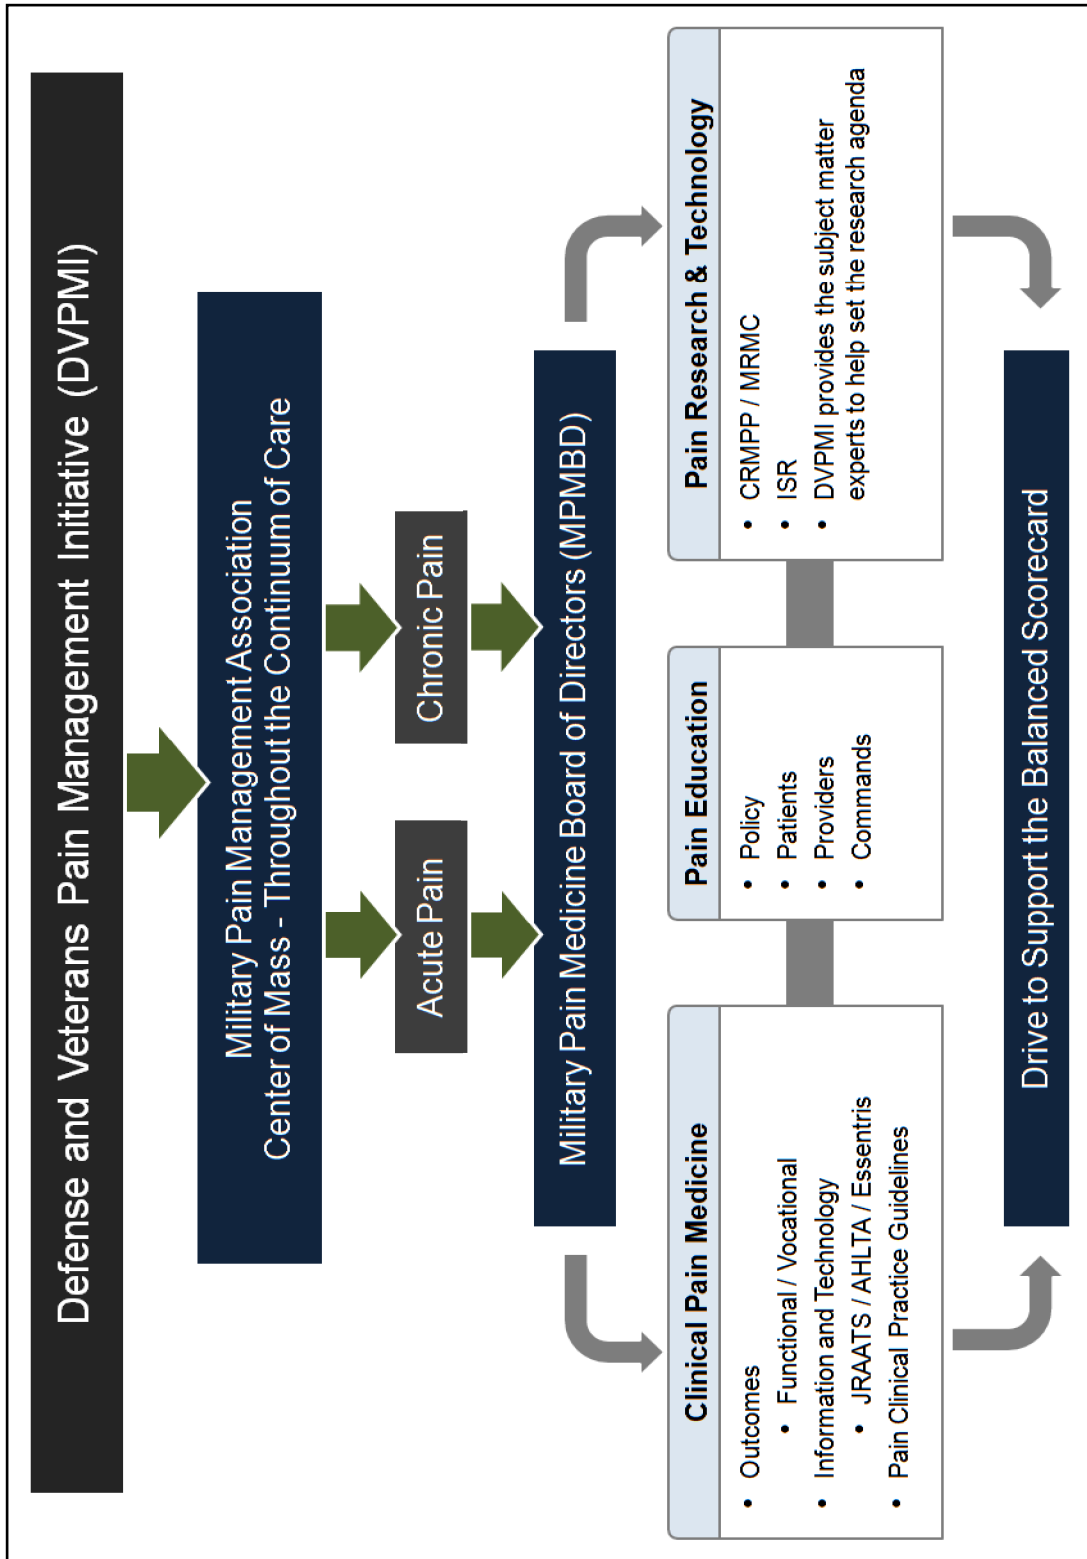 Defense and Veterans Pain Management Initiative (DVPMI)
Military Pain Management Association
Center of Mass - Throughout the Continuum of Care
Acute Pain
Chronic Pain
Military Pain Medicine Board of Directors (MPMBD)
Clinical Pain Medicine
• Outcomes
• Functional / Vocational
• Information and Technology
• JRAATS / AHLTA / Essentris
• Pain Clinical Practice Guidelines
Pain Education
• Policy
• Patients
• Providers
• Commands
Pain Research & Technology
• CRMPP / MRMC
• ISR
• DVPMI provides the subject matter
experts to help set the research agenda
Drive to Support the Balanced Scorecard